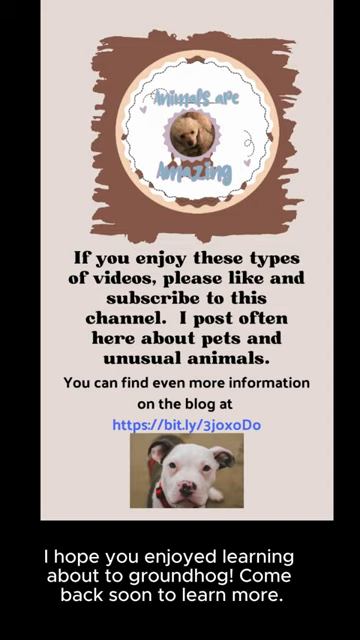 Animals are
Amazing
If you enjoy these types
of videos, please like and
subscribe to this
channel. I post often
here about pets and
unusual animals.
You can find even more information
on the blog at
https://bit.ly/3joxoDo
I hope you enjoyed learning
about to groundhog! Come
back soon to learn more.